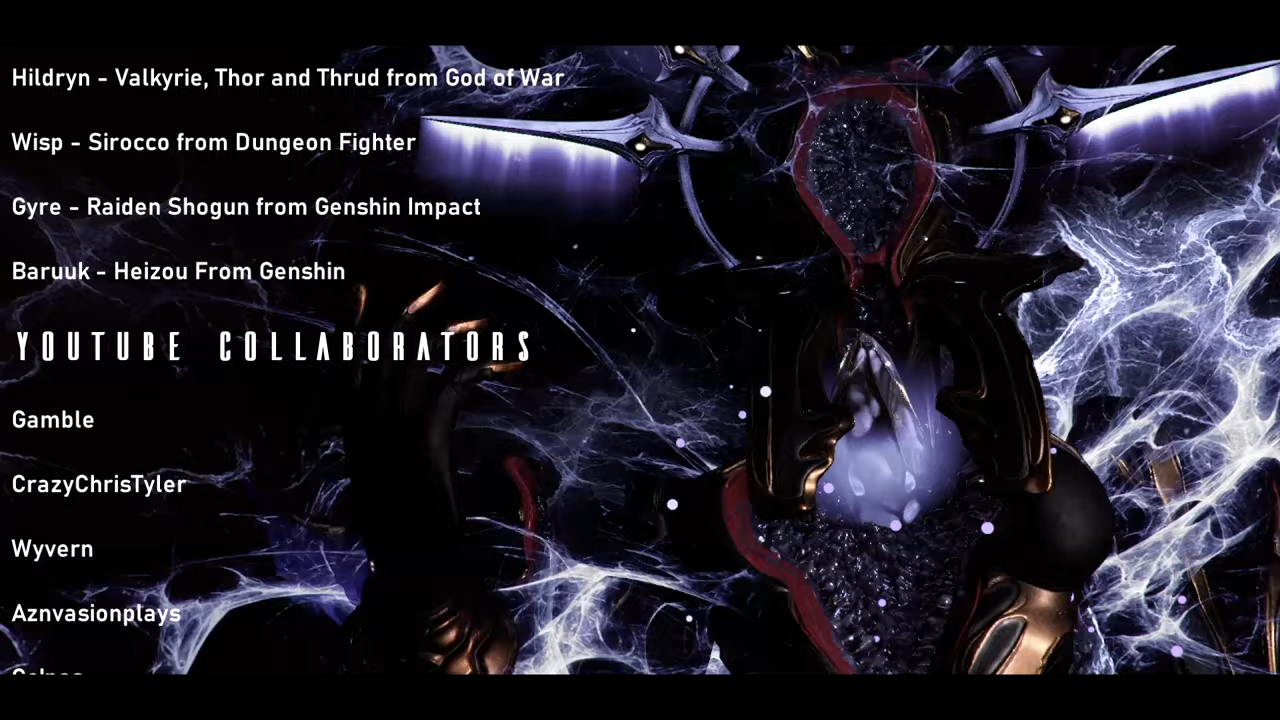 Hildryn - Valkyrie, Thor and Thrud from God of War
Wisp - Sirocco from Dungeon Fighter
Gyre - Raiden Shogun from Genshin Impact
Baruuk - Heizou From Genshin
YOUTUBE COLLABORATORS
Gamble
CrazyChrisTyler
Wyvern
Aznvasionplays